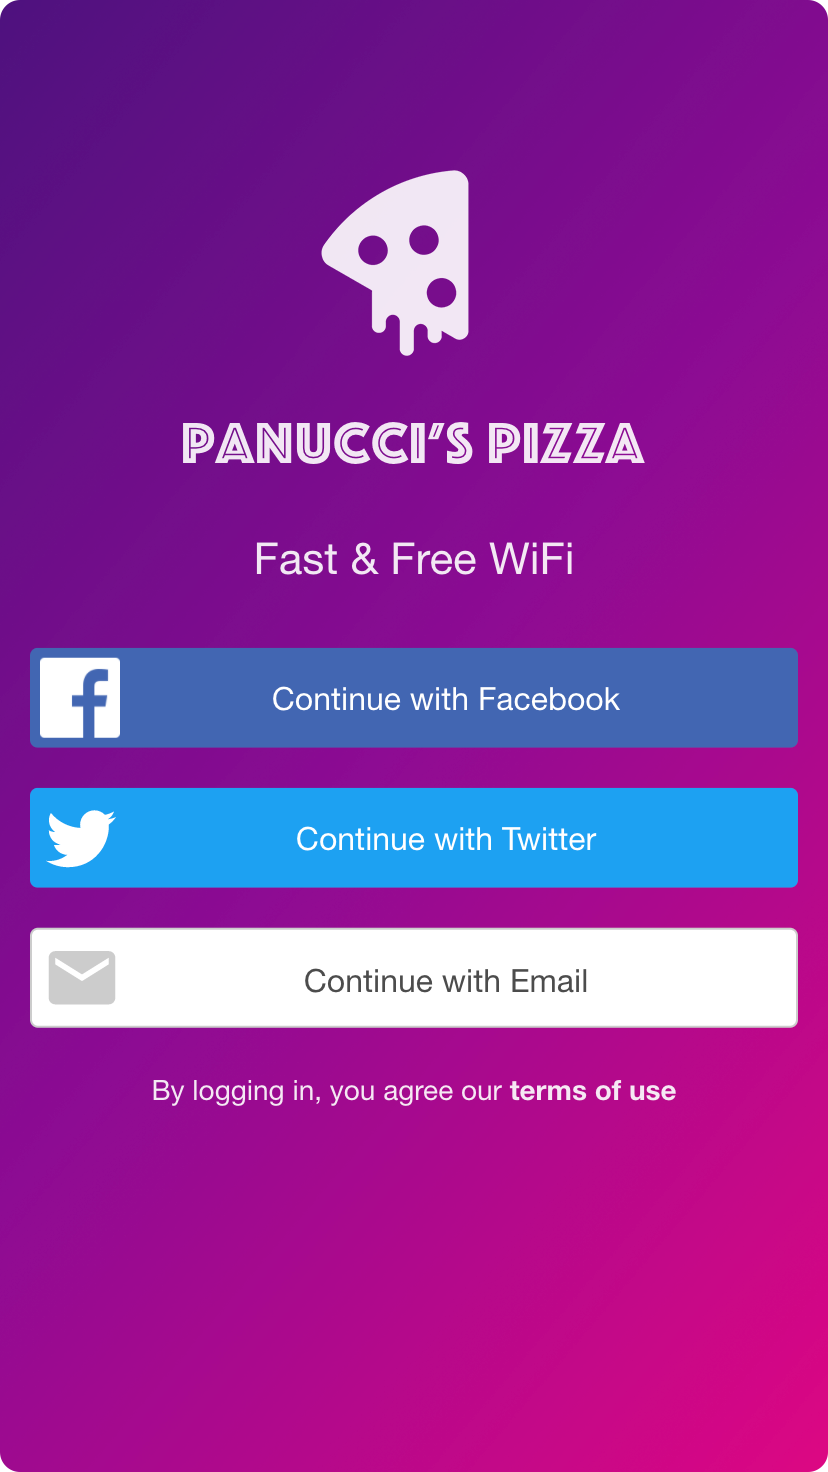 PANUCCI’S PIZZA
Fast & Free WiFi
Continue with Facebook
Continue with Twitter
Continue with Email
By logging in, you agree our terms of use